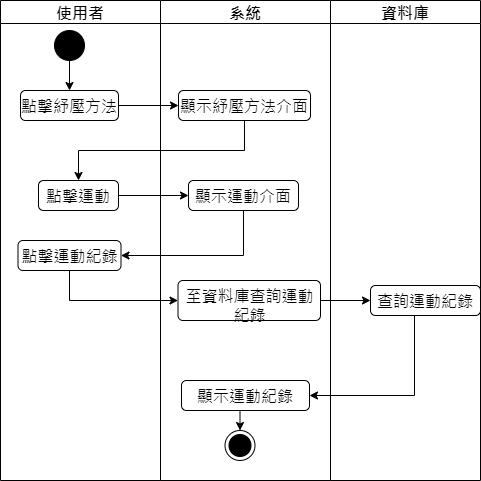 使用者
系統
資料庫
點擊紓壓方法
顯示紓壓方法介面
點擊運動
顯示運動介面
點擊運動紀錄
至資料庫查詢運動
紀錄
查詢運動紀錄
顯示運動紀錄